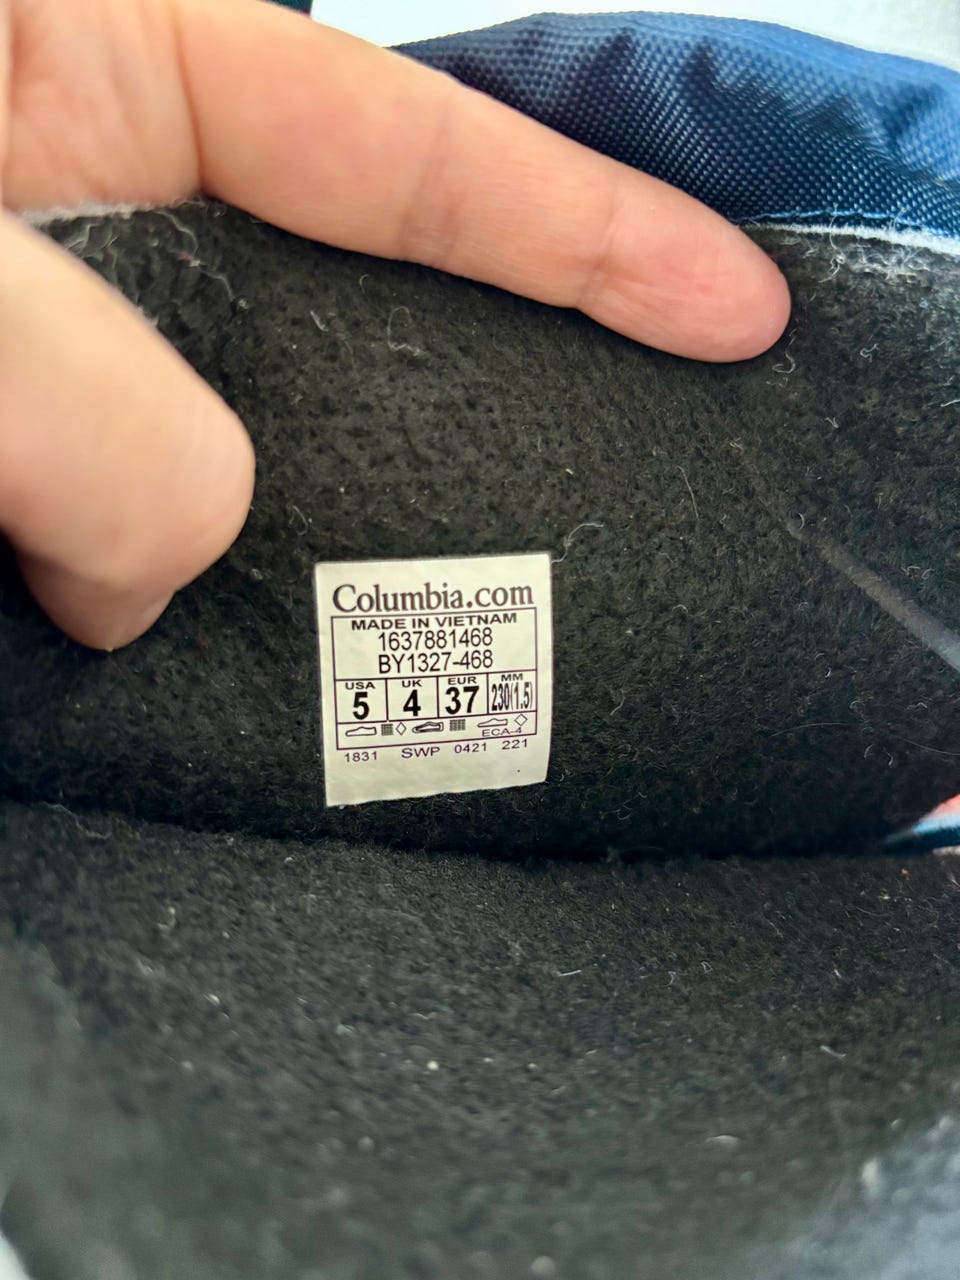 Columbia.com
MADE IN VIETNAM
1637881468
BY1327-468
USA UK EUR MM
5 4 37 230(1.5)
ECA-4
1831 SWP 0421 221